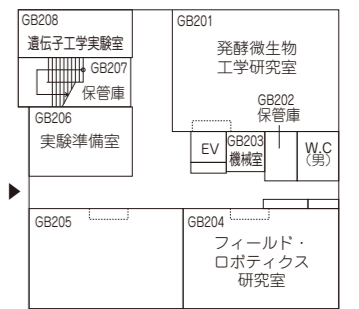 GB208
遺伝子工学実験室
GB207
保管庫
GB206
実験準備室
GB201
発酵微生物
工学研究室
GB202
保管庫
EV
GB203
機械室
W.C
(男)
GB205
GB204
フィールド・
ロボティクス
研究室